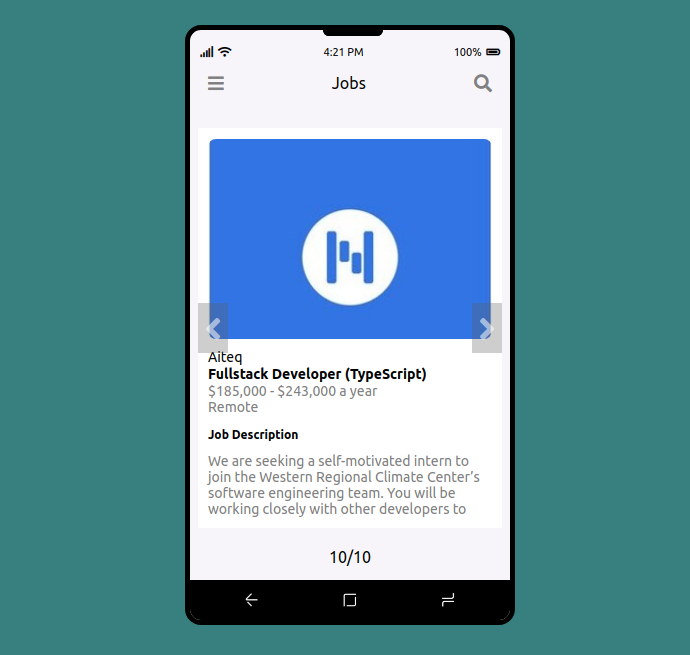 4:21 PM
100%
Jobs
Aiteq
Fullstack Developer (TypeScript)
$185,000 - $243,000 a year
Remote
Job Description
We are seeking a self-motivated intern to
join the Western Regional Climate Center’s
software engineering team. You will be
working closely with other developers to
10/10